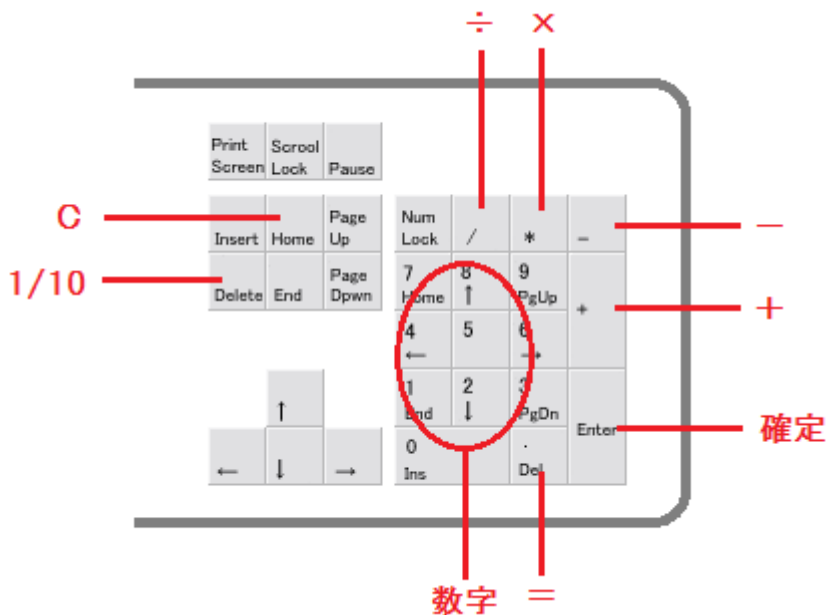 ÷ ×
Print Screen
Scrool Lock
Pause
C
Insert
Home
Page Up
Num Lock
/
*
-
－
1/10
Delete
End
Page Dpwn
7 Home
8 ↑
9 PgUp
+
＋
4 ←
5
6 →
1 End
2 ↓
3 PgDn
Enter
確定
↑
0 Ins
. Del
← ↓ →
数字 ＝